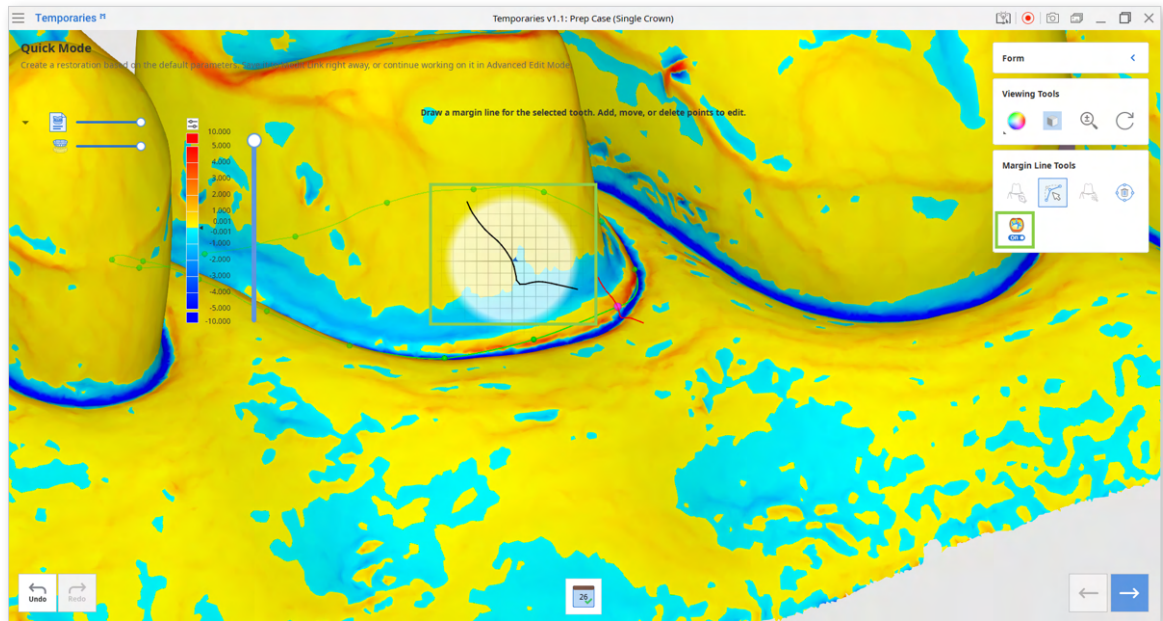 Temporaries
Temporaries v1.1: Prep Case (Single Crown)
Quick Mode
Create a restoration based on the default parameters.
right away, or continue working on it in Advanced Edit Mode.
Draw a margin line for the selected tooth. Add, move, or delete points to edit.
10.000
5.000
4.000
3.000
2.000
1.000
0.001
-1.000
-2.000
-3.000
-4.000
-5.000
-10.000
Form
Viewing Tools
Margin Line Tools
Off
Undo
Redo
26